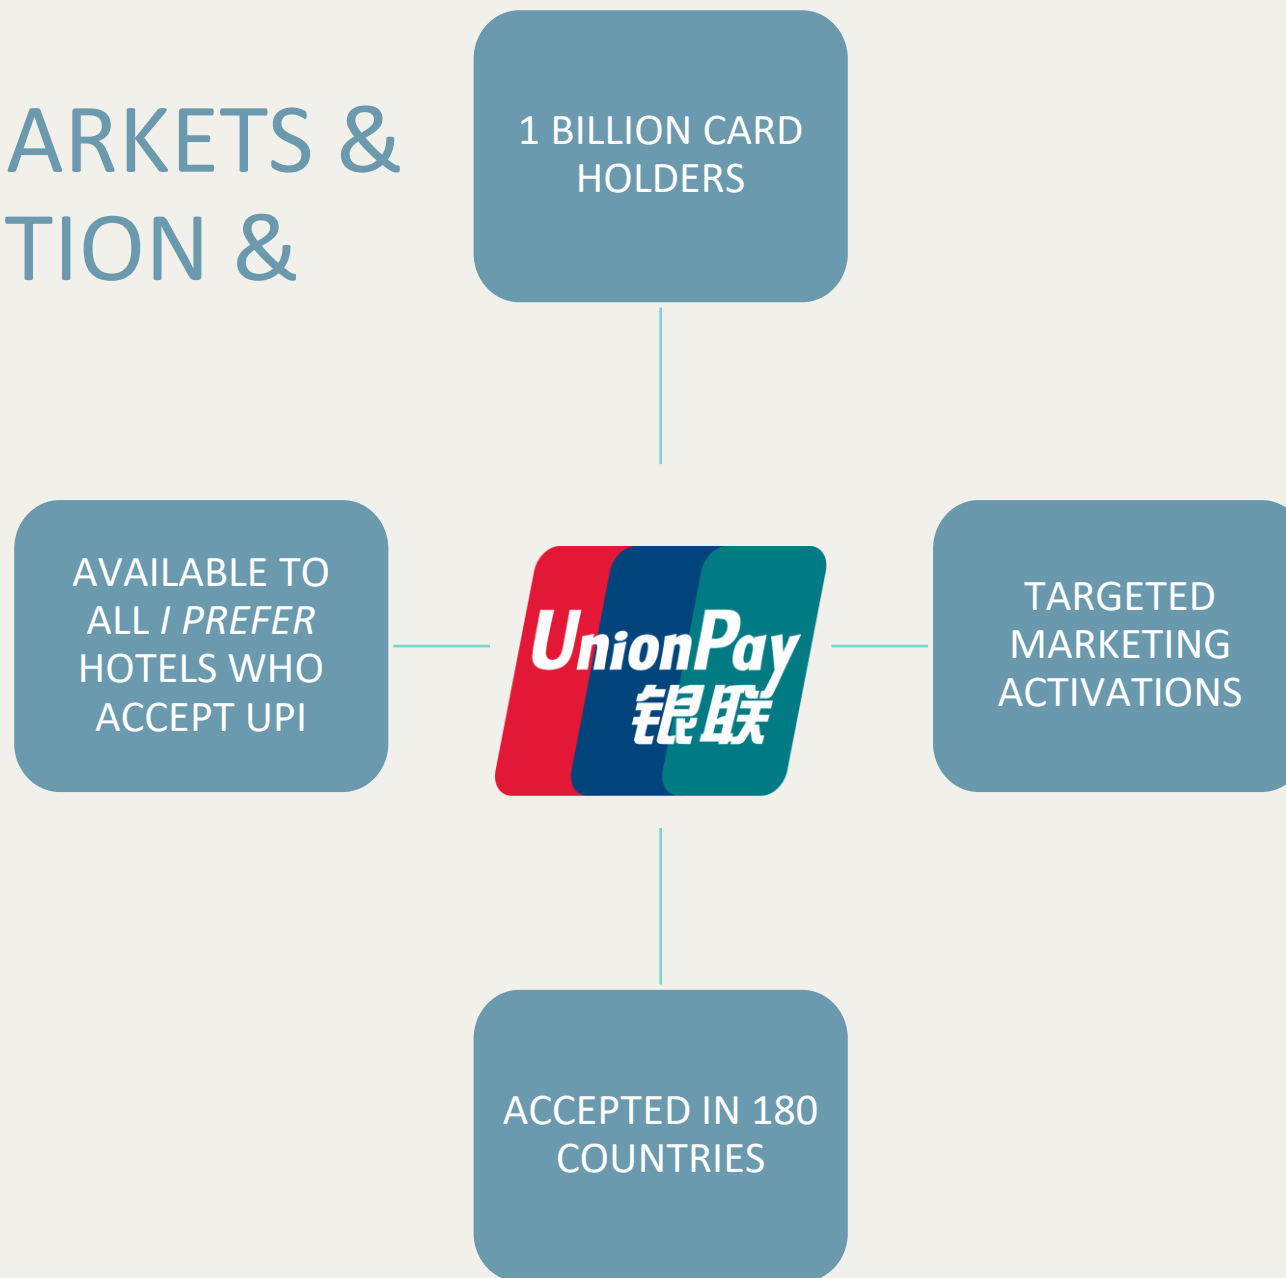 ARKETS &
TION &
1 BILLION CARD
HOLDERS
AVAILABLE TO
ALL I PREFER
HOTELS WHO
ACCEPT UPI
UnionPay
银联
TARGETED
MARKETING
ACTIVATIONS
ACCEPTED IN 180
COUNTRIES